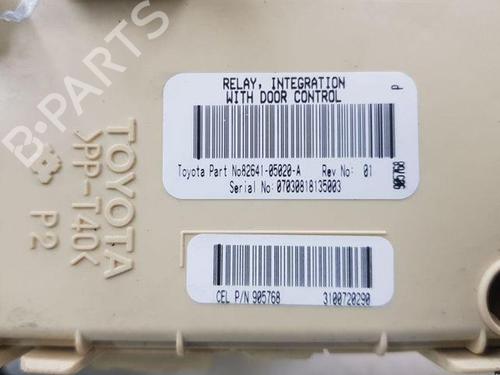 B-PARTS
RELAY, INTEGRATION
WITH DOOR CONTROL
P
Toyota Part No82641-05020-A Rev No: 01
Serial No: 07030818135003
905768
TOYOTA
>PP-T40<
P2
CEL P/N 905768 3100720290